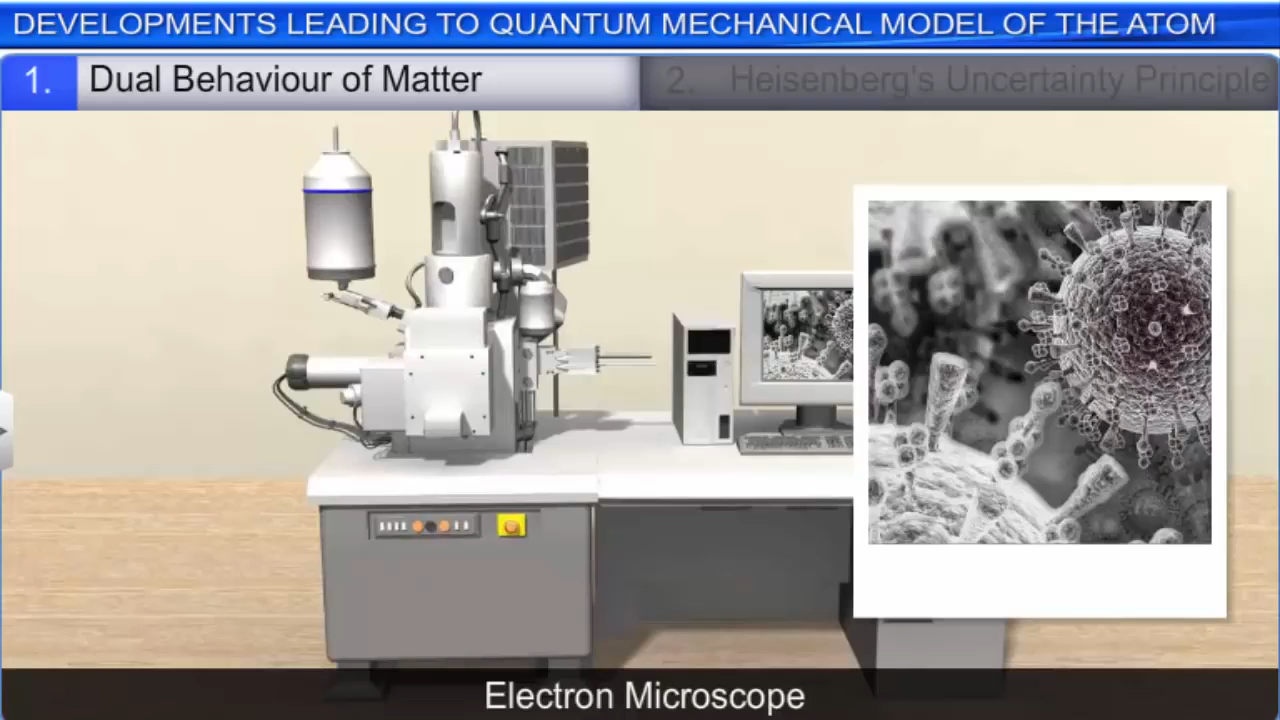 DEVELOPMENTS LEADING TO QUANTUM MECHANICAL MODEL OF THE ATOM
1. Dual Behaviour of Matter
2. Heisenberg's Uncertainty Principle
Electron Microscope